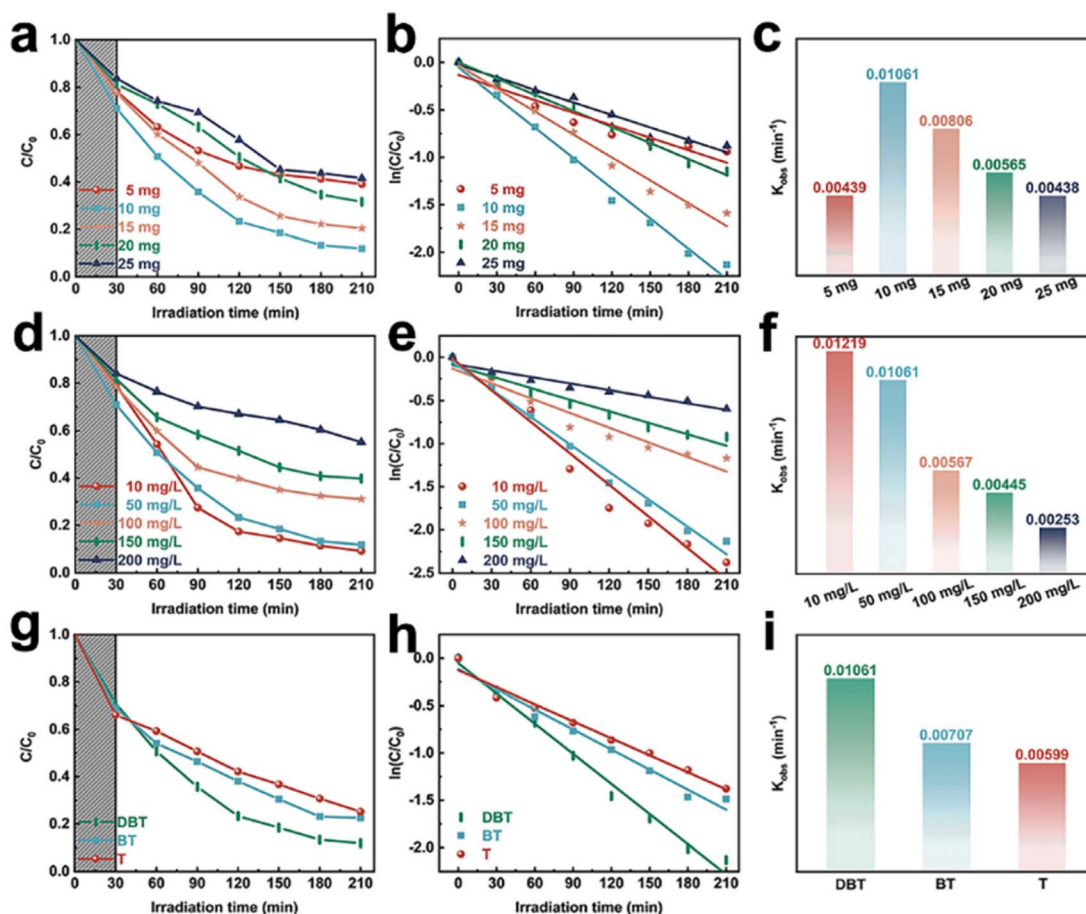 a
C/C0
1.0
0.8
0.6
0.4
0.2
0.0
5 mg
10 mg
15 mg
20 mg
25 mg
0 30 60 90 120 150 180 210
Irradiation time (min)
b
ln(C/C0)
0.0
-0.5
-1.0
-1.5
-2.0
5 mg
10 mg
15 mg
20 mg
25 mg
0 30 60 90 120 150 180 210
Irradiation time (min)
c
Kobs (min-1)
0.00439
0.01061
0.00806
0.00565
0.00438
5 mg 10 mg 15 mg 20 mg 25 mg
d
C/C0
1.0
0.8
0.6
0.4
0.2
0.0
10 mg/L
50 mg/L
100 mg/L
150 mg/L
200 mg/L
0 30 60 90 120 150 180 210
Irradiation time (min)
e
ln(C/C0)
0.0
-0.5
-1.0
-1.5
-2.0
-2.5
10 mg/L
50 mg/L
100 mg/L
150 mg/L
200 mg/L
0 30 60 90 120 150 180 210
Irradiation time (min)
f
Kobs (min-1)
0.01219
0.01061
0.00567
0.00445
0.00253
10 mg/L 50 mg/L 100 mg/L 150 mg/L 200 mg/L
g
C/C0
1.0
0.8
0.6
0.4
0.2
0.0
DBT
BT
T
0 30 60 90 120 150 180 210
Irradiation time (min)
h
ln(C/C0)
0.0
-0.5
-1.0
-1.5
-2.0
DBT
BT
T
0 30 60 90 120 150 180 210
Irradiation time (min)
i
Kobs (min-1)
0.01061
0.00707
0.00599
DBT BT T